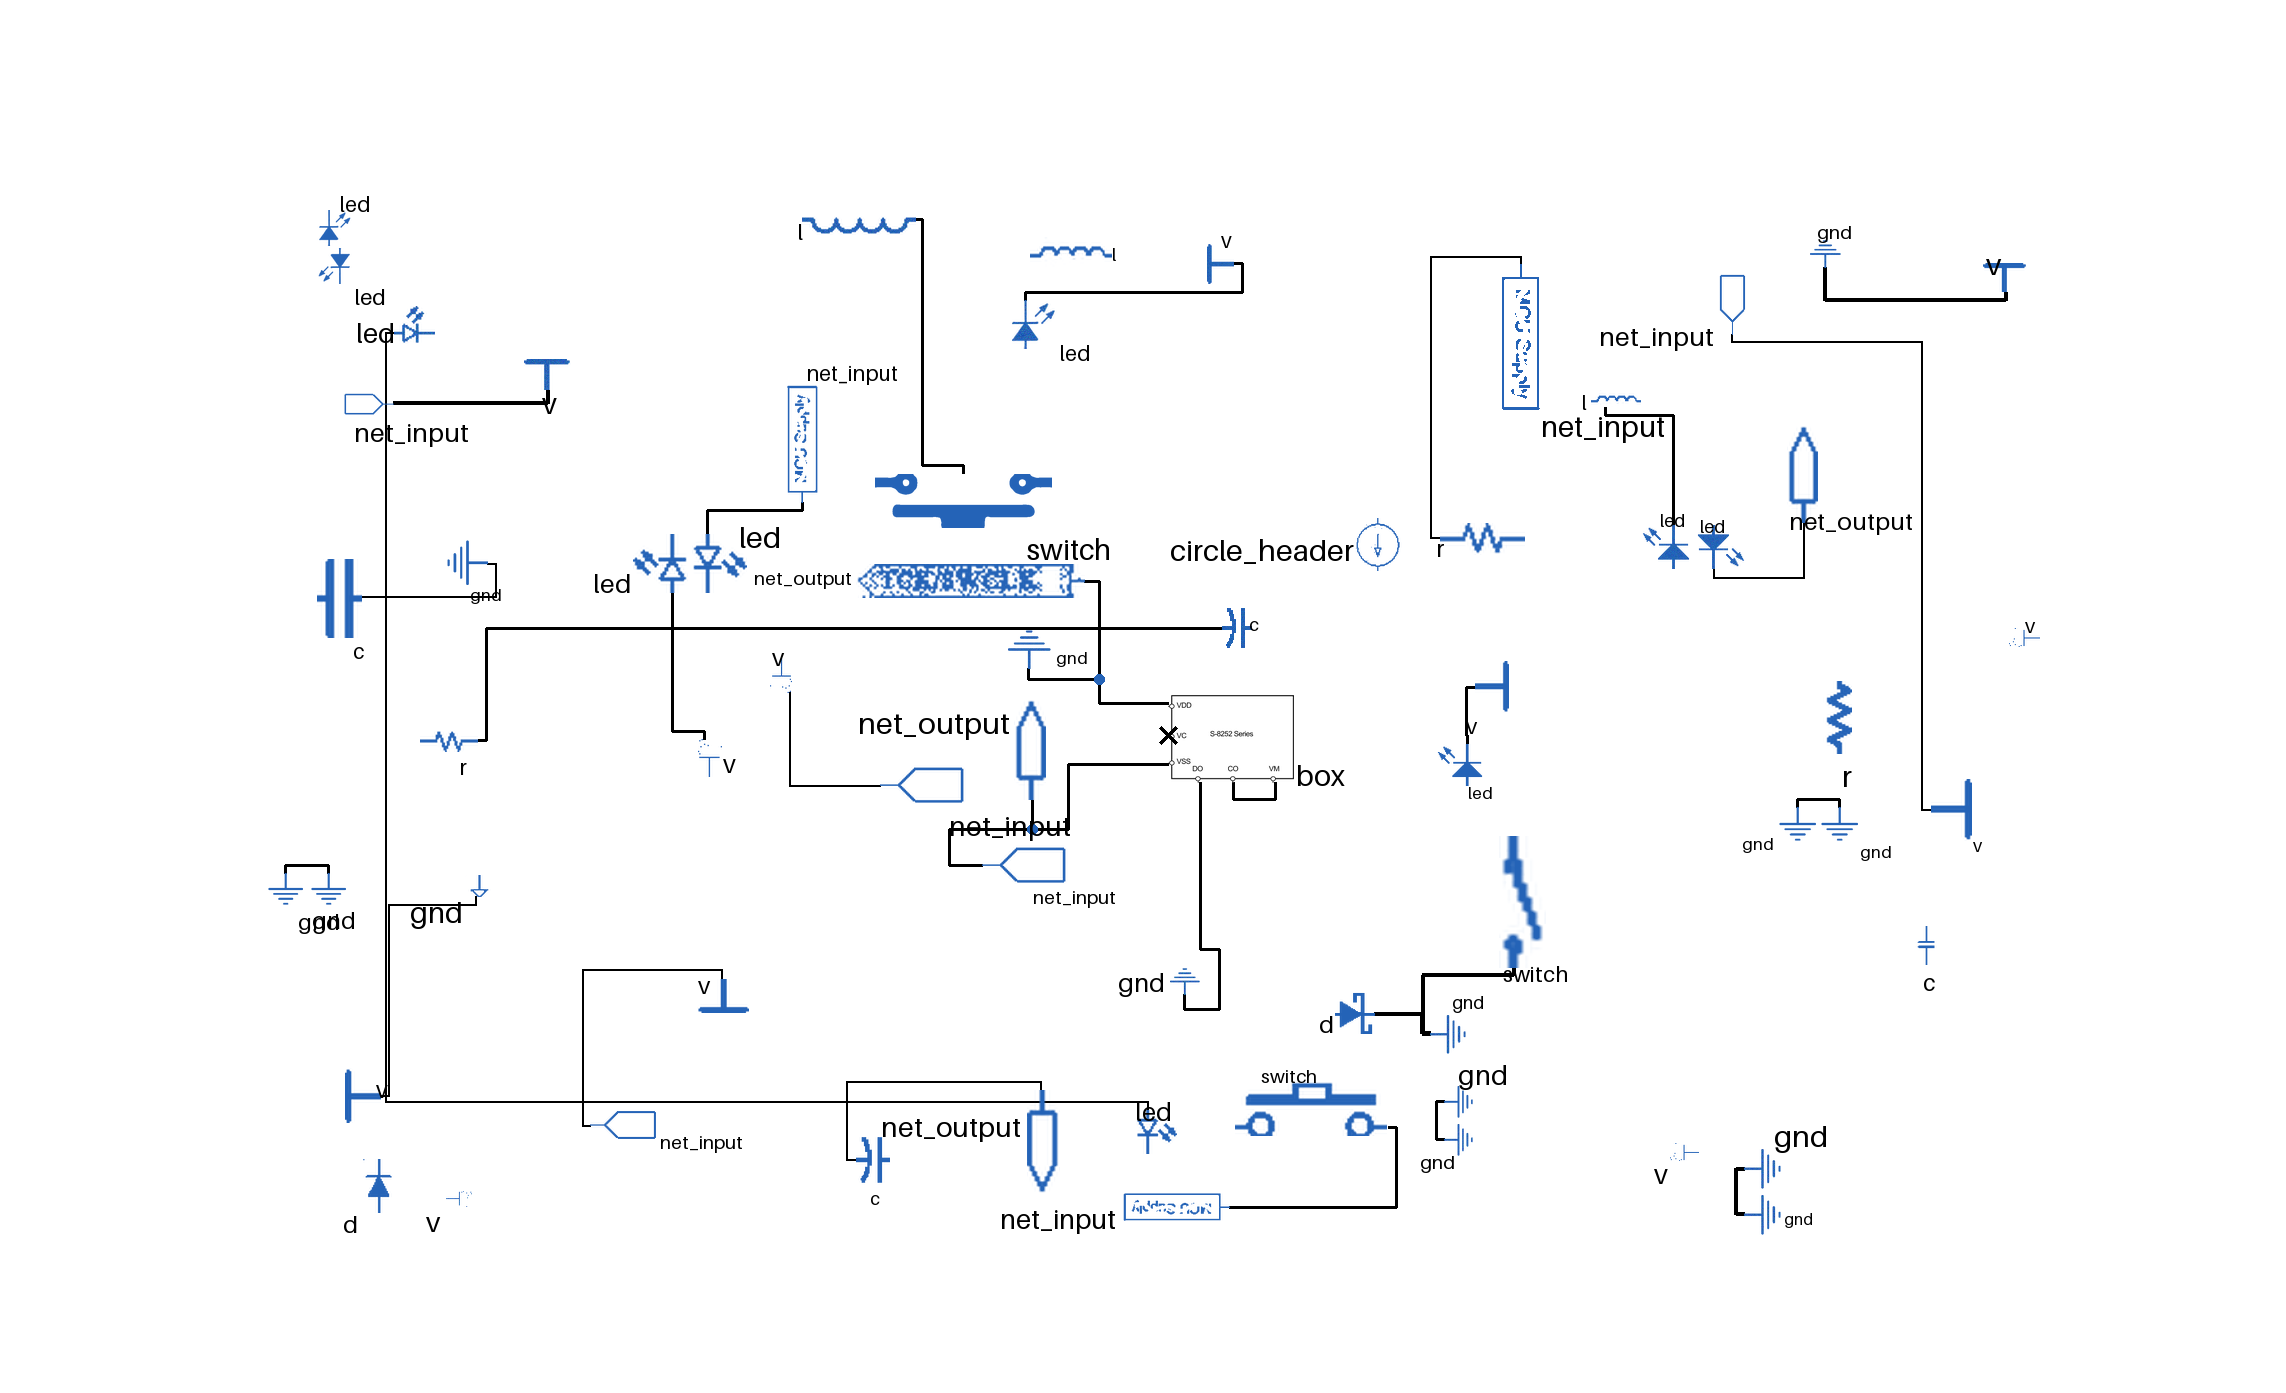 led
l
v
gnd
l
v
led
net_input
led
led
net_input
v
net_input
l
net_input
led
net_output
led
led
led
switch
circle_header
r
net_output
led
gnd
c
c
v
gnd
v
c
r
v
net_output
VDD
VC
S-8252 Series
VSS
DO
CO
VM
box
v
led
r
net_input
gnd
gnd
v
net_input
gnd
gnd
gnd
switch
gnd
v
c
gnd
d
v
switch
gnd
led
net_output
net_input
gnd
gnd
v
c
net_input
gnd
d
v